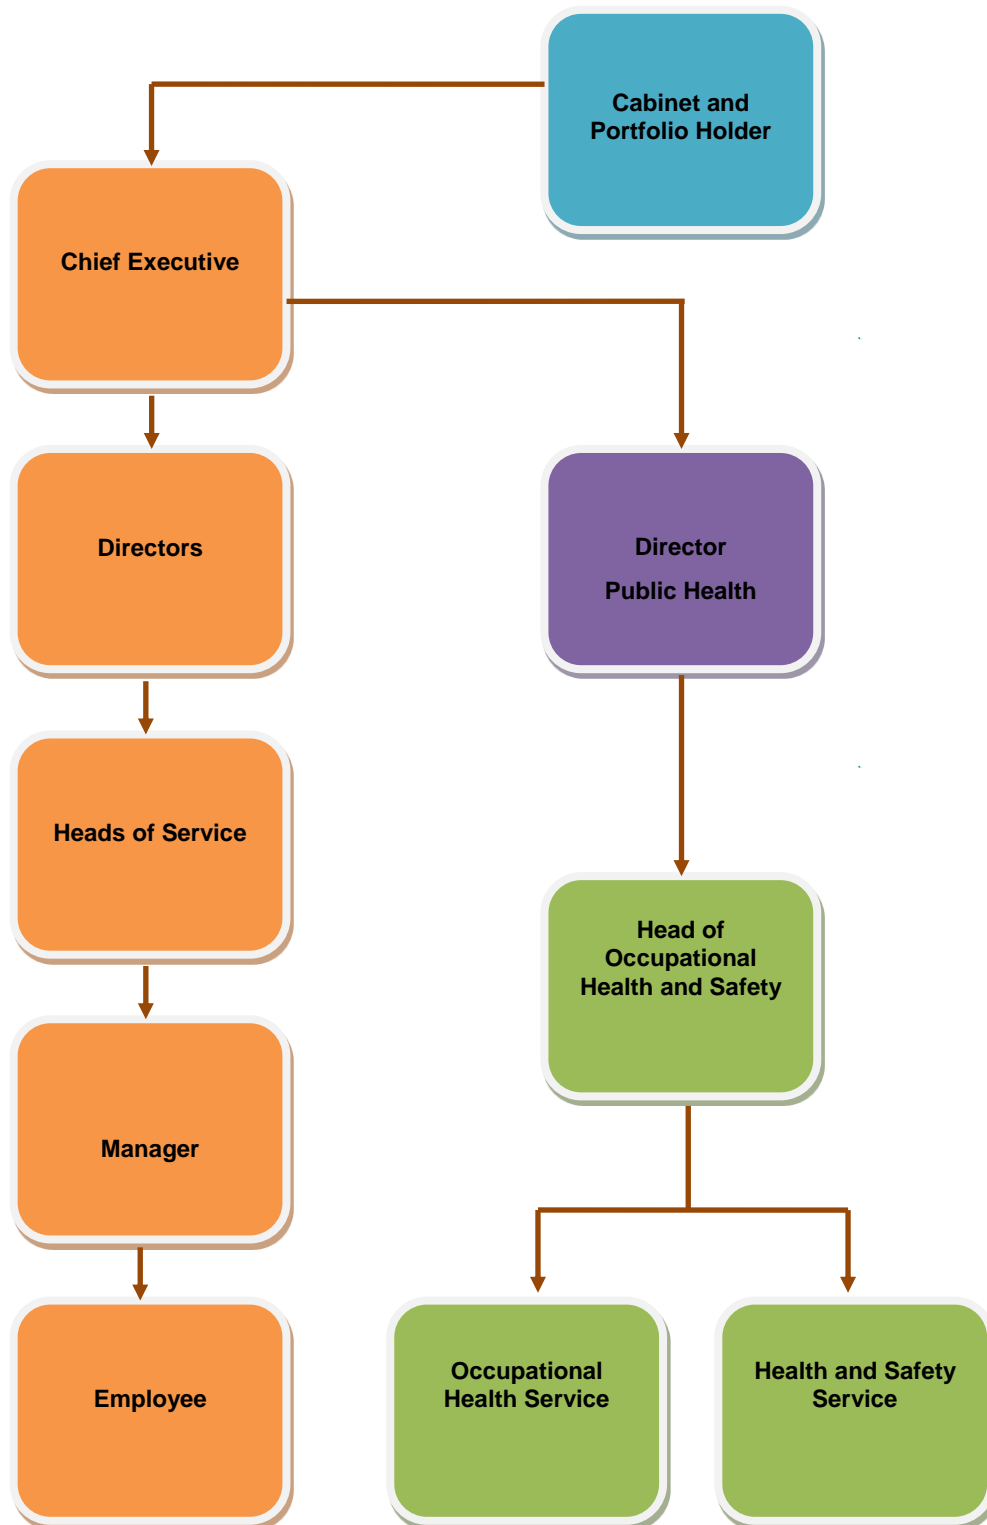 Cabinet and
Portfolio Holder
Chief Executive
Directors
Director
Public Health
Heads of Service
Head of
Occupational
Health and Safety
Manager
Employee
Occupational
Health Service
Health and Safety
Service